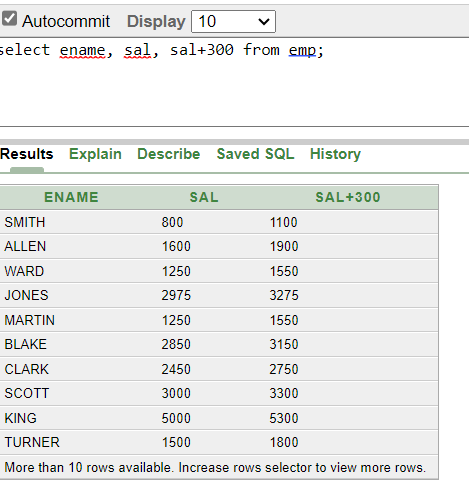 Autocommit Display 10
select ename, sal, sal+300 from emp;
Results Explain Describe Saved SQL History
ENAME SAL SAL+300
SMITH 800 1100
ALLEN 1600 1900
WARD 1250 1550
JONES 2975 3275
MARTIN 1250 1550
BLAKE 2850 3150
CLARK 2450 2750
SCOTT 3000 3300
KING 5000 5300
TURNER 1500 1800
More than 10 rows available. Increase rows selector to view more rows.